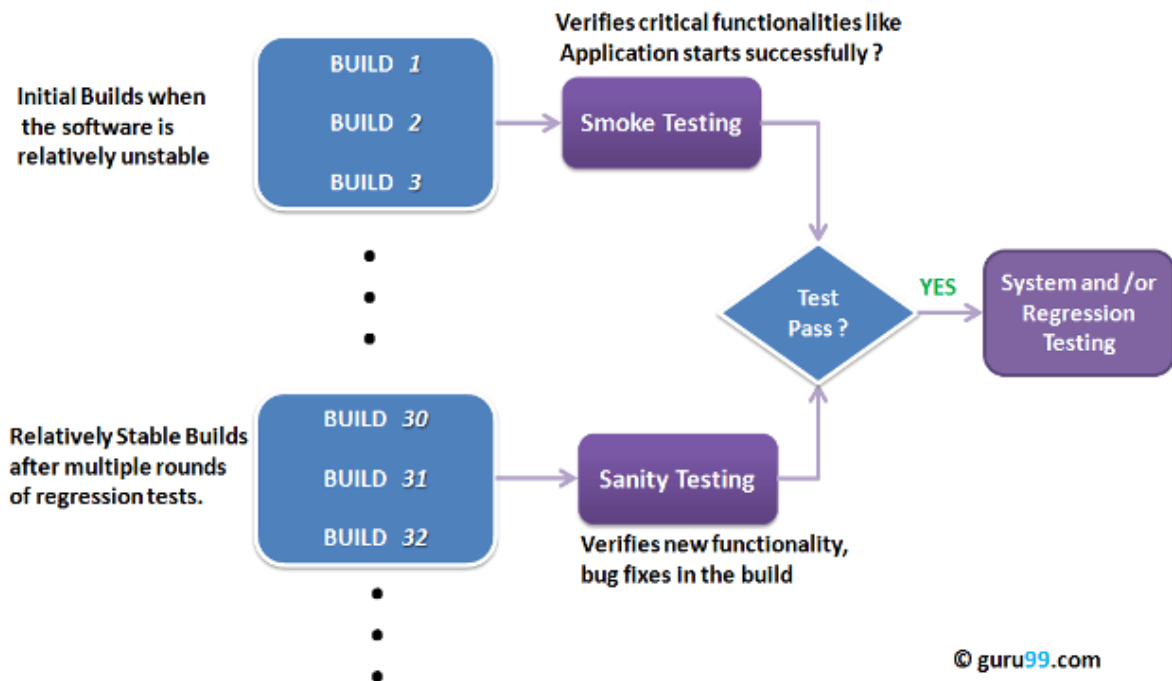 Verifies critical functionalities like
Application starts successfully ?
Initial Builds when
the software is
relatively unstable
BUILD 1
BUILD 2
BUILD 3
Smoke Testing
Test
Pass ?
YES
System and /or
Regression
Testing
Relatively Stable Builds
after multiple rounds
of regression tests.
BUILD 30
BUILD 31
BUILD 32
Sanity Testing
Verifies new functionality,
bug fixes in the build
© guru99.com